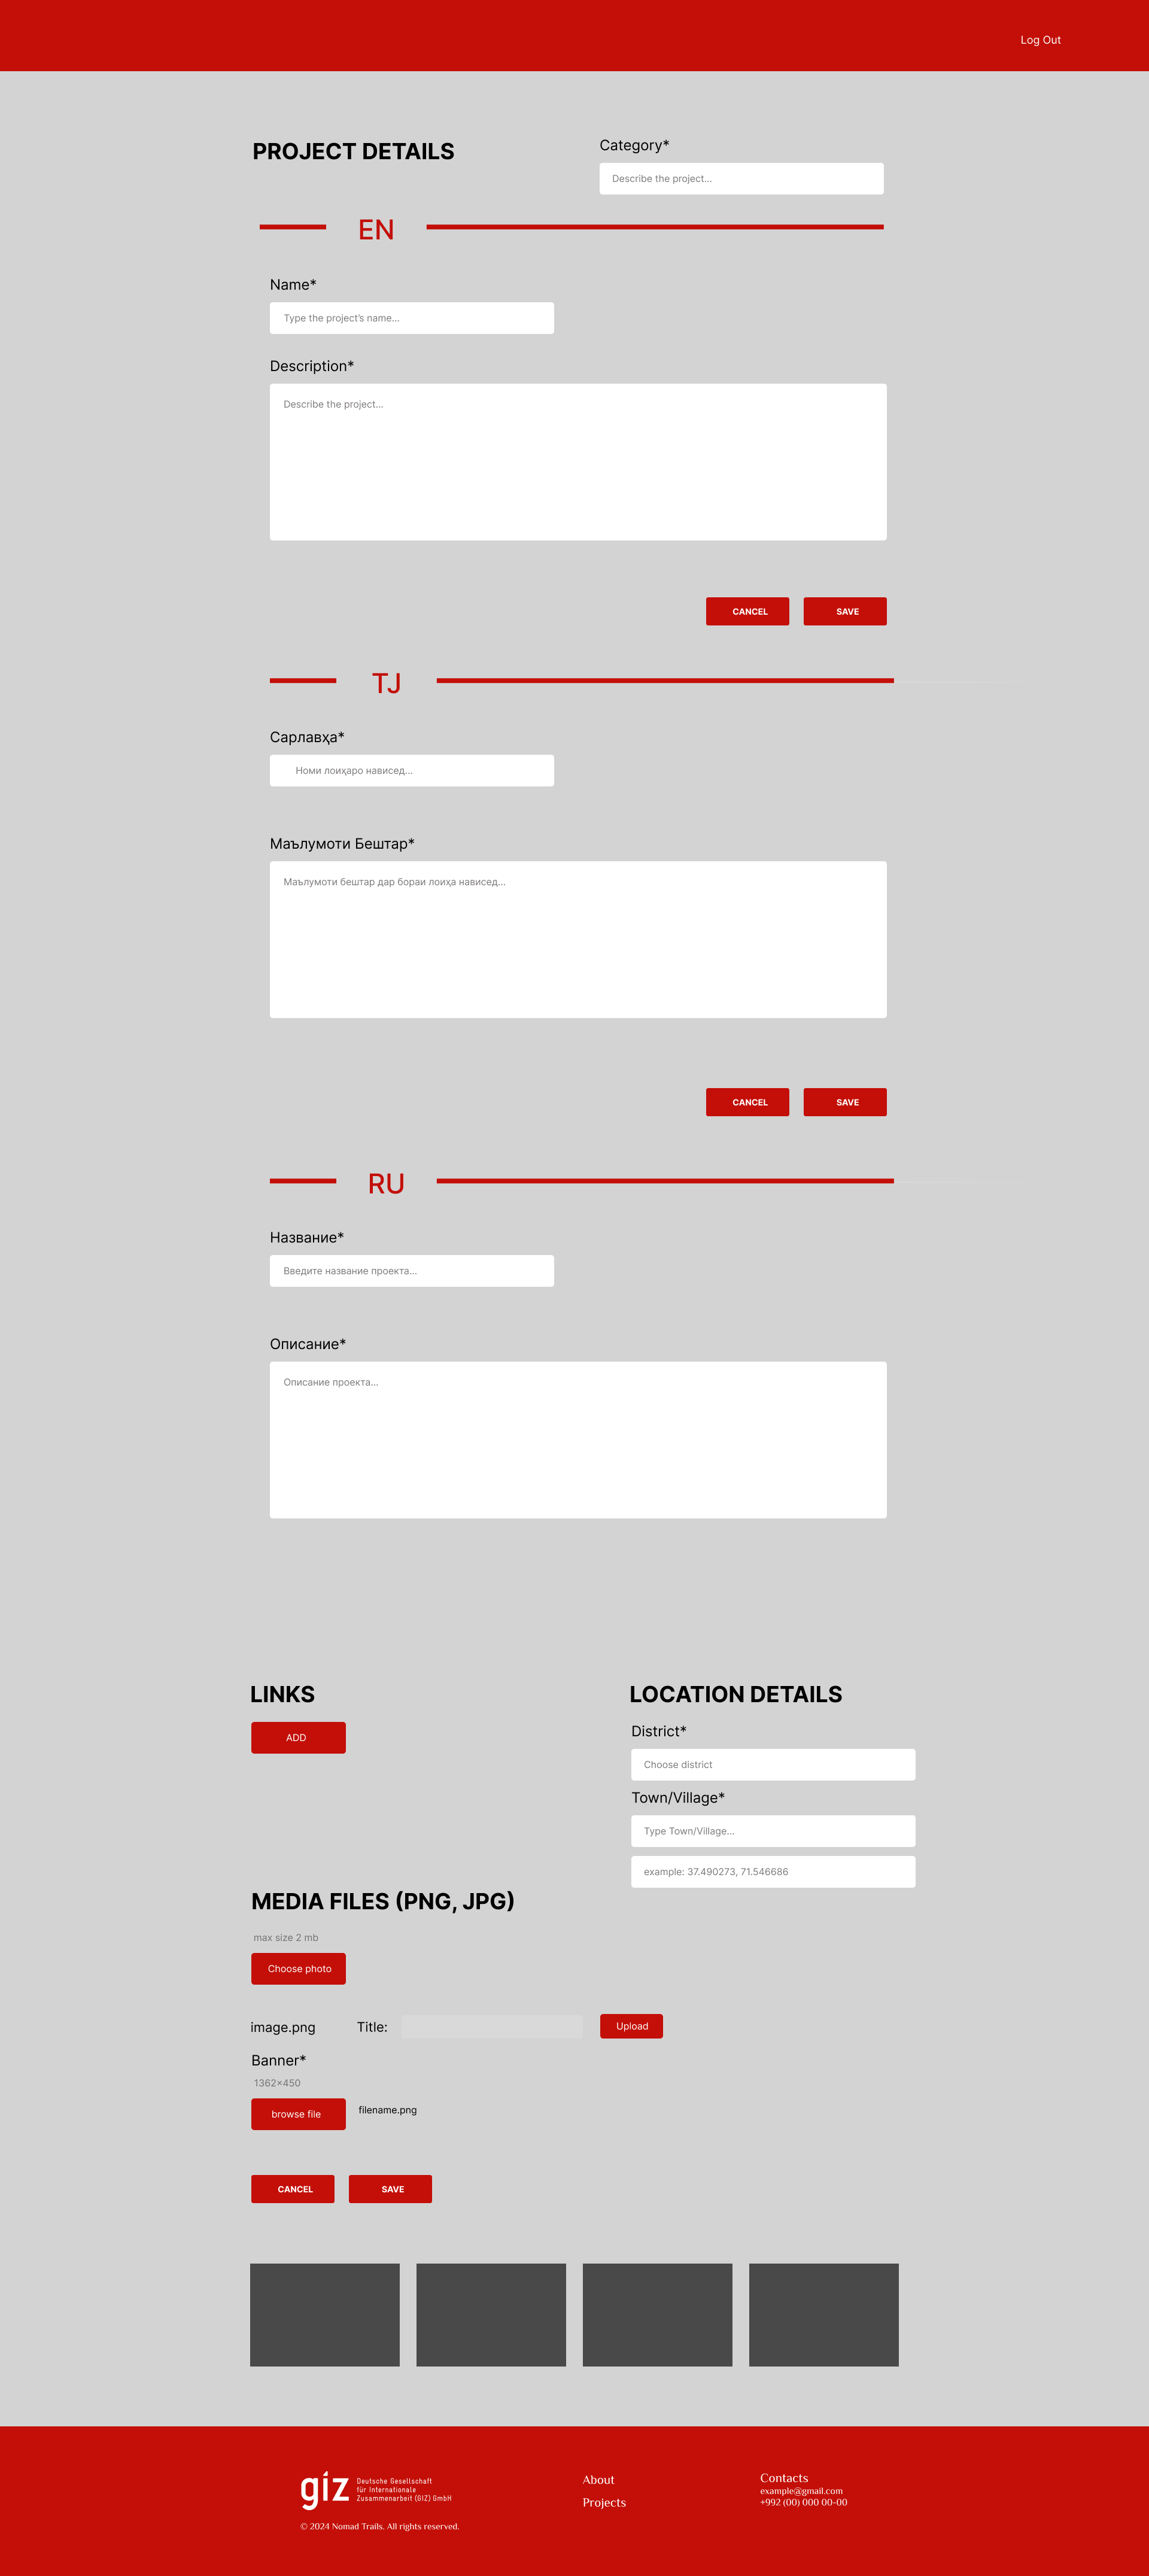 Log Out
PROJECT DETAILS
Category*
Describe the project...
EN
Name*
Type the project’s name...
Description*
Describe the project...
CANCEL
SAVE
TJ
Сарлавҳа*
Номи лоиҳаро нависед...
Маълумоти Бештар*
Маълумоти бештар дар бораи лоиҳа нависед...
CANCEL
SAVE
RU
Название*
Введите название проекта...
Описание*
Описание проекта...
LINKS
ADD
LOCATION DETAILS
District*
Choose district
Town/Village*
Type Town/Village...
example: 37.490273, 71.546686
MEDIA FILES (PNG, JPG)
max size 2 mb
Choose photo
image.png
Title:
Upload
Banner*
1362×450
browse file
filename.png
CANCEL
SAVE
giz
Deutsche Gesellschaft
für Internationale
Zusammenarbeit (GIZ) GmbH
© 2024 Nomad Trails. All rights reserved.
About
Projects
Contacts
example@gmail.com
+992 (00) 000 00-00